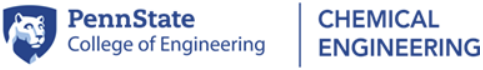 PennState
College of Engineering
CHEMICAL
ENGINEERING